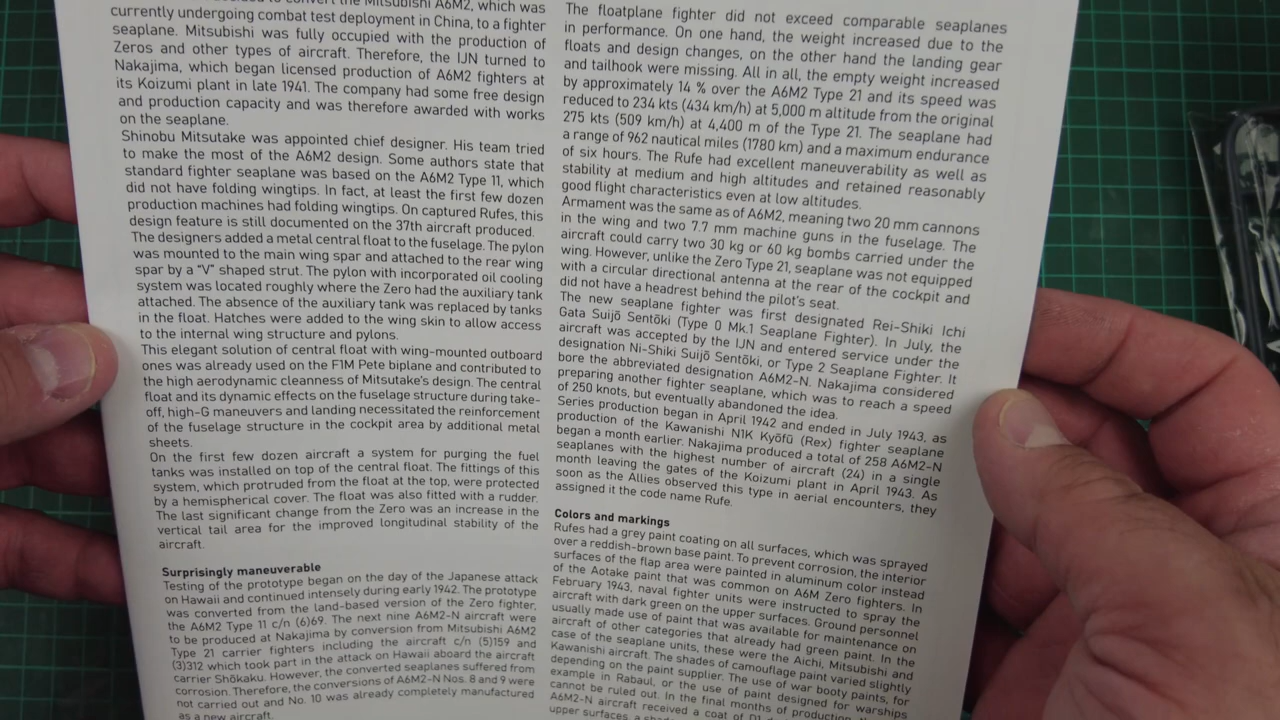 convert the Mitsubishi A6M2, which was
currently undergoing combat test deployment in China, to a fighter
seaplane. Mitsubishi was fully occupied with the production of
Zeros and other types of aircraft. Therefore, the IJN turned to
Nakajima, which began licensed production of A6M2 fighters at
its Koizumi plant in late 1941. The company had some free design
and production capacity and was therefore awarded with works
on the seaplane.
Shinobu Mitsutake was appointed chief designer. His team tried
to make the most of the A6M2 design. Some authors state that
standard fighter seaplane was based on the A6M2 Type 11, which
did not have folding wingtips. In fact, at least the first few dozen
production machines had folding wingtips. On captured Rufes, this
design feature is still documented on the 37th aircraft produced.
The designers added a metal central float to the fuselage. The pylon
was mounted to the main wing spar and attached to the rear wing
spar by a "V" shaped strut. The pylon with incorporated oil cooling
system was located roughly where the Zero had the auxiliary tank
attached. The absence of the auxiliary tank was replaced by tanks
in the float. Hatches were added to the wing skin to allow access
to the internal wing structure and pylons.
This elegant solution of central float with wing-mounted outboard
ones was already used on the F1M Pete biplane and contributed to
the high aerodynamic cleanness of Mitsutake's design. The central
float and its dynamic effects on the fuselage structure during take-
off, high-G maneuvers and landing necessitated the reinforcement
of the fuselage structure in the cockpit area by additional metal
sheets.
On the first few dozen aircraft a system for purging the fuel
tanks was installed on top of the central float. The fittings of this
system, which protruded from the float at the top, were protected
by a hemispherical cover. The float was also fitted with a rudder.
The last significant change from the Zero was an increase in the
vertical tail area for the improved longitudinal stability of the
aircraft.
Surprisingly maneuverable
Testing of the prototype began on the day of the Japanese attack
on Hawaii and continued intensely during early 1942. The prototype
was converted from the land-based version of the Zero fighter,
the A6M2 Type 11 c/n (6)69. The next nine A6M2-N aircraft were
to be produced at Nakajima by conversion from Mitsubishi A6M2
Type 21 carrier fighters including the aircraft c/n (5)159 and
(3)312 which took part in the attack on Hawaii aboard the aircraft
carrier Shōkaku. However, the converted seaplanes suffered from
corrosion. Therefore, the conversions of A6M2-N Nos. 8 and 9 were
not carried out and No. 10 was already completely manufactured
as a new aircraft.
The floatplane fighter did not exceed comparable seaplanes
in performance. On one hand, the weight increased due to the
floats and design changes, on the other hand the landing gear
and tailhook were missing. All in all, the empty weight increased
by approximately 14 % over the A6M2 Type 21 and its speed was
reduced to 234 kts (434 km/h) at 5,000 m altitude from the original
275 kts (509 km/h) at 4,400 m of the Type 21. The seaplane had
a range of 962 nautical miles (1780 km) and a maximum endurance
of six hours. The Rufe had excellent maneuverability as well as
stability at medium and high altitudes and retained reasonably
good flight characteristics even at low altitudes.
Armament was the same as of A6M2, meaning two 20 mm cannons
in the wing and two 7.7 mm machine guns in the fuselage. The
aircraft could carry two 30 kg or 60 kg bombs carried under the
wing. However, unlike the Zero Type 21, seaplane was not equipped
with a circular directional antenna at the rear of the cockpit and
did not have a headrest behind the pilot's seat.
The new seaplane fighter was first designated Rei-Shiki Ichi
Gata Suijō Sentōki (Type 0 Mk.1 Seaplane Fighter). In July, the
aircraft was accepted by the IJN and entered service under the
designation Ni-Shiki Suijō Sentōki, or Type 2 Seaplane Fighter. It
bore the abbreviated designation A6M2-N. Nakajima considered
preparing another fighter seaplane, which was to reach a speed
of 250 knots, but eventually abandoned the idea.
Series production began in April 1942 and ended in July 1943, as
production of the Kawanishi N1K Kyōfū (Rex) fighter seaplane
began a month earlier. Nakajima produced a total of 258 A6M2-N
seaplanes with the highest number of aircraft (24) in a single
month leaving the gates of the Koizumi plant in April 1943. As
soon as the Allies observed this type in aerial encounters, they
assigned it the code name Rufe.
Colors and markings
Rufes had a grey paint coating on all surfaces, which was sprayed
over a reddish-brown base paint. To prevent corrosion, the interior
surfaces of the flap area were painted in aluminum color instead
of the Aotake paint that was common on A6M Zero fighters. In
February 1943, naval fighter units were instructed to spray the
aircraft with dark green on the upper surfaces. Ground personnel
usually made use of paint that was available for maintenance on
aircraft of other categories that already had green paint. In the
case of the seaplane units, these were the Aichi, Mitsubishi and
Kawanishi aircraft. The shades of camouflage paint varied slightly
depending on the paint supplier. The use of war booty paints, for
example in Rabaul, or the use of paint designed for warships
cannot be ruled out. In the final months of production
A6M2-N aircraft received a coat of D1
upper surfaces, a